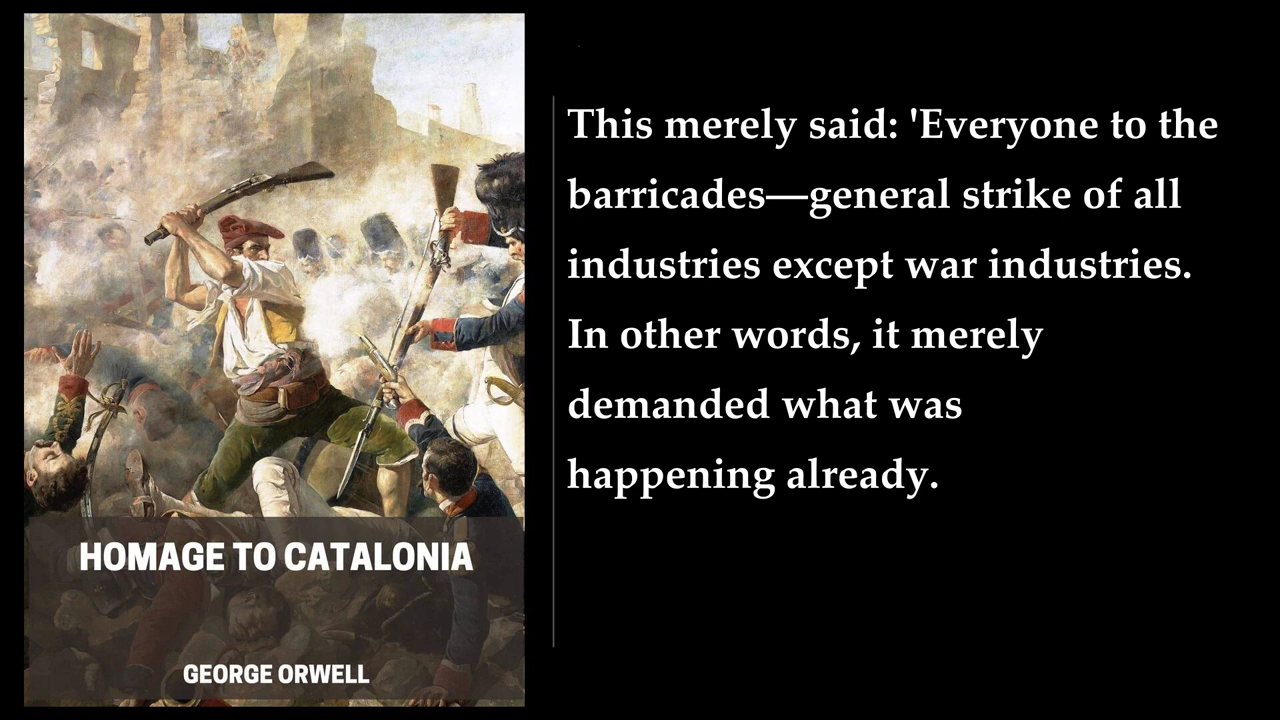 HOMAGE TO CATALONIA
GEORGE ORWELL
This merely said: 'Everyone to the
barricades—general strike of all
industries except war industries.
In other words, it merely
demanded what was
happening already.